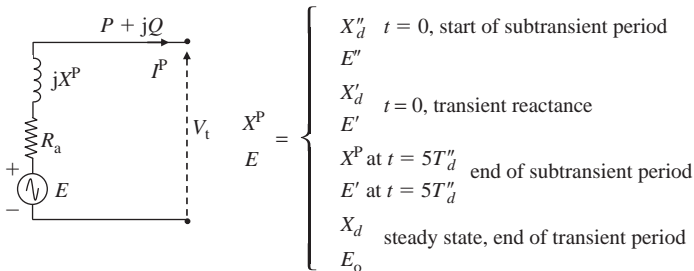 P + jQ
jX^P
I^P
R_a
+
E
−
V_t
X^P
E
=
X″_d t = 0, start of subtransient period
E″
X′_d
t = 0, transient reactance
E′
X^P at t = 5T″_d
end of subtransient period
E′ at t = 5T″_d
X_d
steady state, end of transient period
E_o